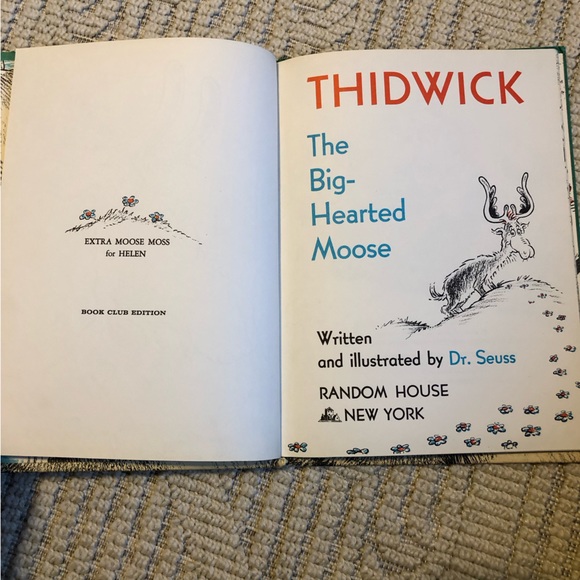 EXTRA MOOSE MOSS
for HELEN
BOOK CLUB EDITION
THIDWICK
The
Big-
Hearted
Moose
Written
and illustrated by Dr. Seuss
RANDOM HOUSE
NEW YORK